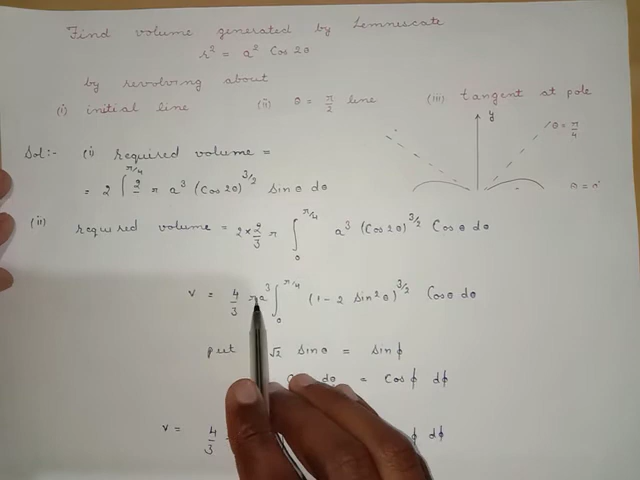 Find volume generated by Lemniscate
r² = a² Cos 2θ
by revolving about
(i) initial line (ii) θ = π/2 line (iii) tangent at pole
y
θ = π/4
Sol:- (i) required volume =
= 2 ∫ 2/3 π a³ (Cos 2θ)^3/2 Sin θ dθ
π/4
(ii) required volume = 2 × 2/3 π ∫₀^π/4 a³ (Cos 2θ)^3/2 Cos θ dθ
v = 4/3 πa³ ∫₀^π/4 (1 - 2 Sin²θ)^3/2 Cos θ dθ
put √2 Sin θ = Sin ϕ
dθ = Cos ϕ dϕ
v = 4/3 ϕ dϕ